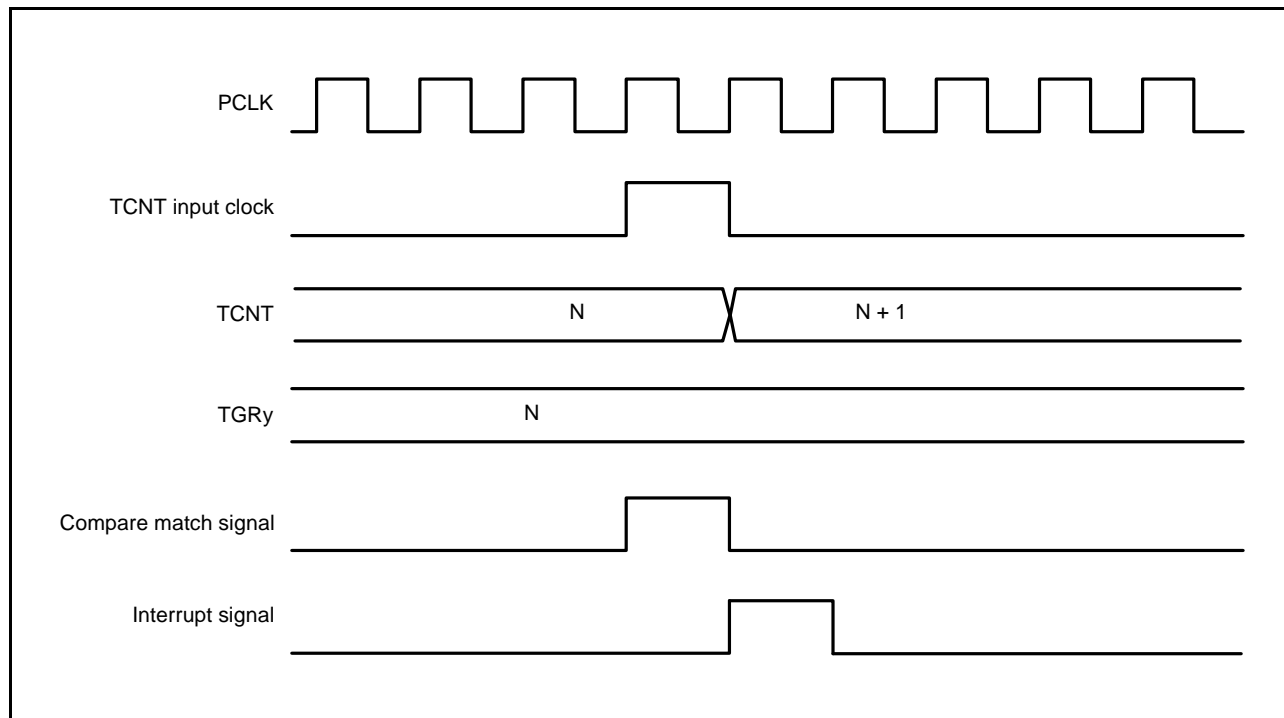 PCLK
TCNT input clock
TCNT
N
N + 1
TGRy
N
Compare match signal
Interrupt signal